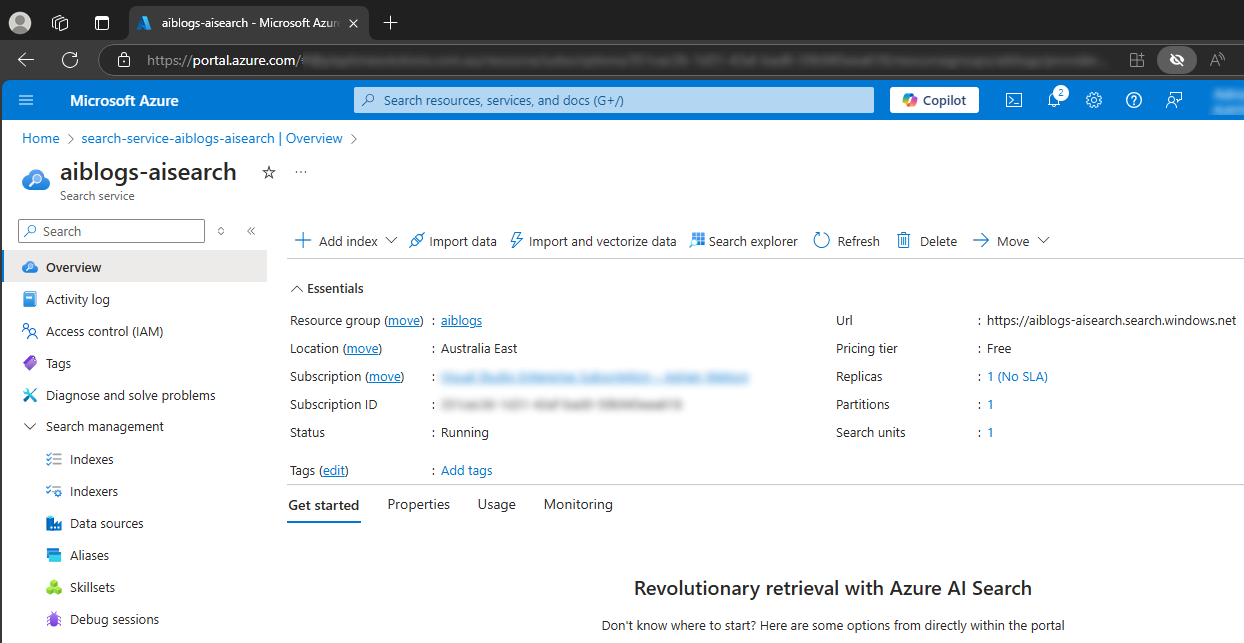 aiblogs-aisearch - Microsoft Azur
https://portal.azure.com/
Microsoft Azure
Search resources, services, and docs (G+/)
Copilot
2
Home > search-service-aiblogs-aisearch | Overview >
aiblogs-aisearch
Search service
Search
Add index
Import data
Import and vectorize data
Search explorer
Refresh
Delete
Move
Overview
Activity log
Access control (IAM)
Tags
Diagnose and solve problems
Search management
Indexes
Indexers
Data sources
Aliases
Skillsets
Debug sessions
Essentials
Resource group (move) : aiblogs
Location (move) : Australia East
Subscription (move) :
Subscription ID :
Status : Running
Tags (edit) : Add tags
Url : https://aiblogs-aisearch.search.windows.net
Pricing tier : Free
Replicas : 1 (No SLA)
Partitions : 1
Search units : 1
Get started
Properties
Usage
Monitoring
Revolutionary retrieval with Azure AI Search
Don't know where to start? Here are some options from directly within the portal